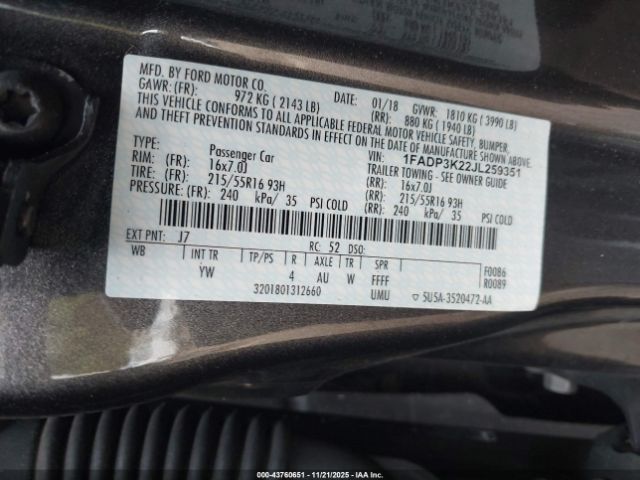 MFD. BY FORD MOTOR CO.
DATE: 01/18 GVWR: 1810 KG ( 3990 LB)
GAWR: (FR): 972 KG ( 2143 LB) (RR): 880 KG ( 1940 LB)
THIS VEHICLE CONFORMS TO ALL APPLICABLE FEDERAL MOTOR VEHICLE SAFETY, BUMPER,
AND THEFT PREVENTION STANDARDS IN EFFECT ON THE DATE OF MANUFACTURE SHOWN ABOVE.
VIN: 1FADP3K22JL259351
TYPE: Passenger Car TRAILER TOWING - SEE OWNER GUIDE
RIM: (FR) 16x7.0J (RR): 16x7.0J
TIRE: (FR) 215/55R16 93H (RR): 215/55R16 93H
PRESSURE: (FR) 240 kPa/ 35 PSI COLD (RR): 240 kPa/ 35 PSI COLD
EXT PNT: J7 RC: 52 DSO: F0086
WB INT TR TP/PS R AXLE TR SPR R0089
YW 4 AU W FFFF
3201801312660 UMU 5U5A-3520472-AA
000-43760651 - 11/21/2025 - IAA Inc.